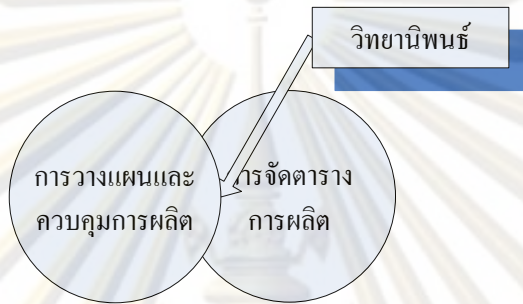 วิทยานิพนธ์
การวางแผนและ
ควบคุมการผลิต
ารจัดตาราง
การผลิต